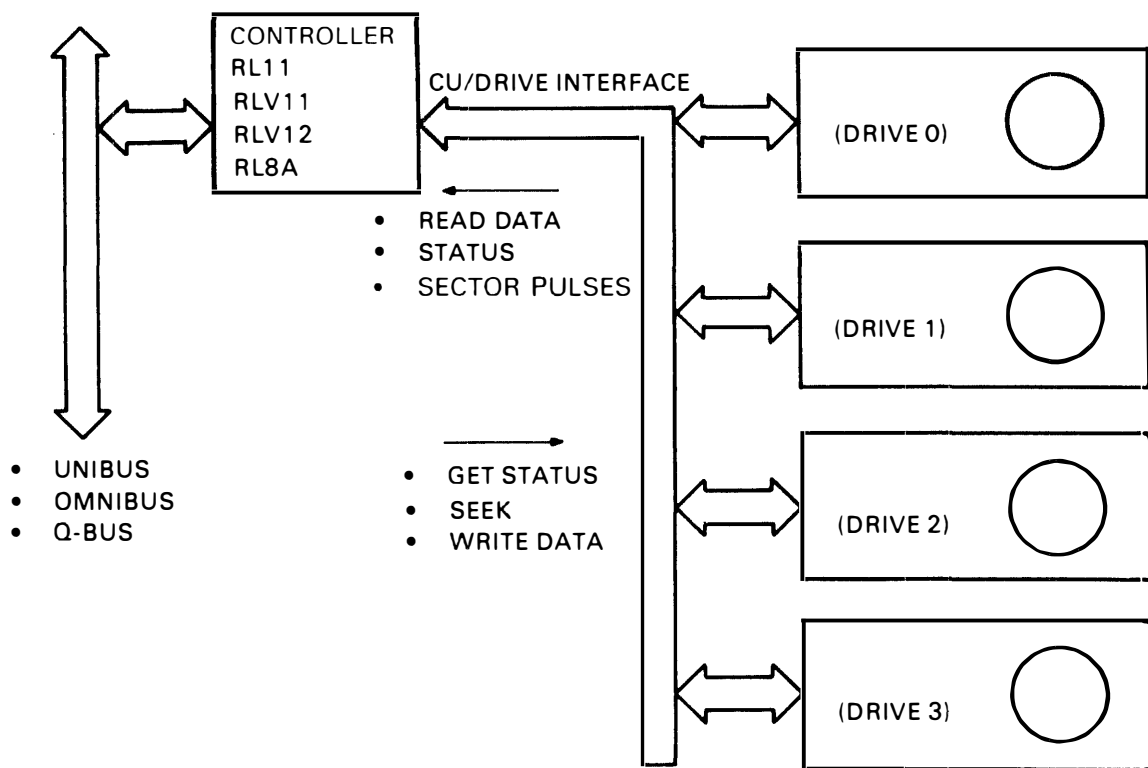 CONTROLLER
RL11
RLV11
RLV12
RL8A
CU/DRIVE INTERFACE
(DRIVE 0)
• READ DATA
• STATUS
• SECTOR PULSES
(DRIVE 1)
• UNIBUS
• OMNIBUS
• Q-BUS
• GET STATUS
• SEEK
• WRITE DATA
(DRIVE 2)
(DRIVE 3)